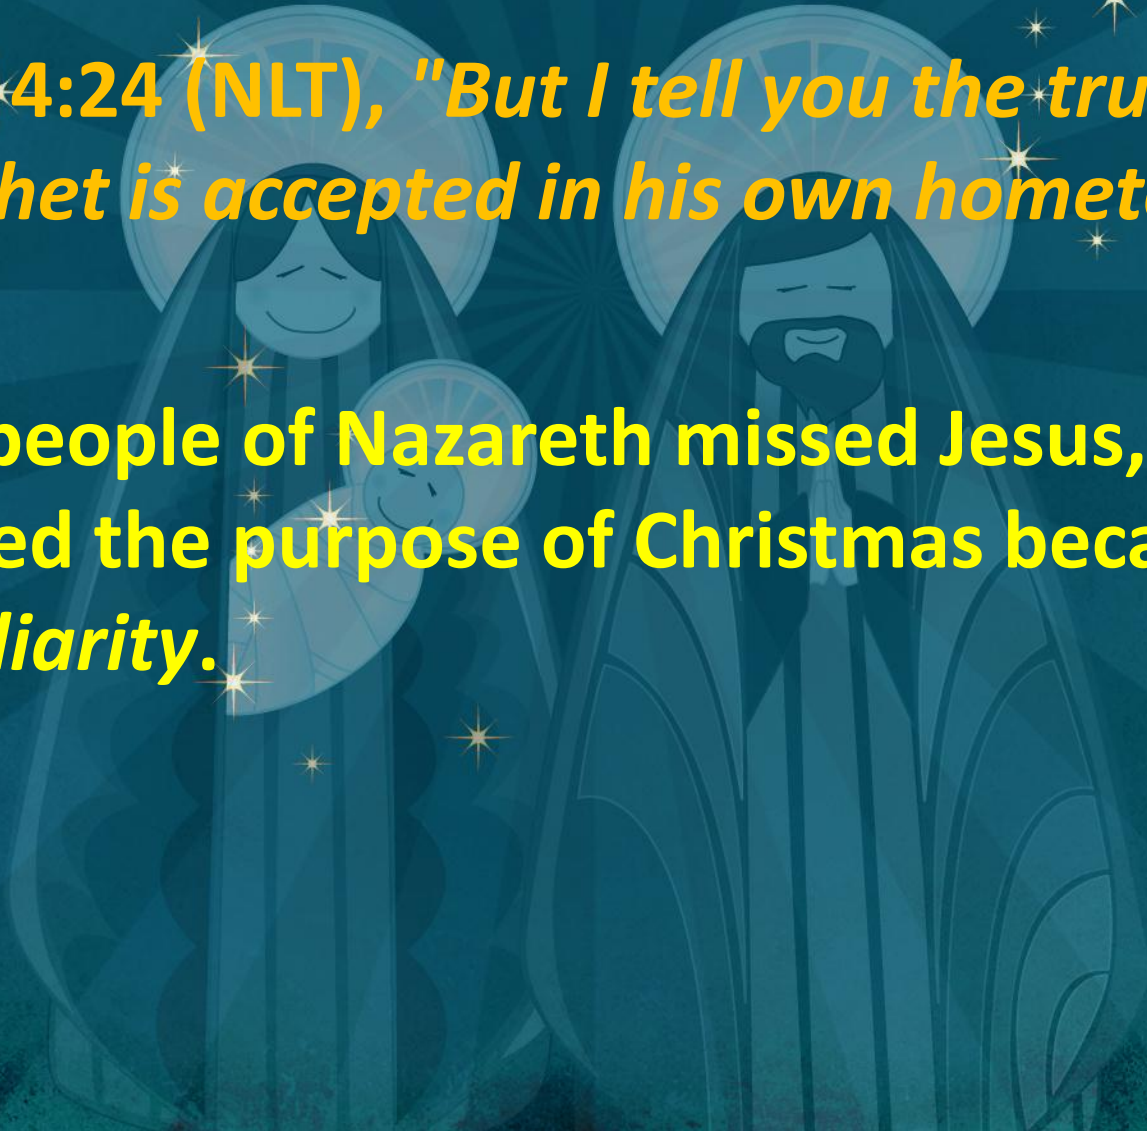 4:24 (NLT), "But I tell you the tru
het is accepted in his own homet
people of Nazareth missed Jesus,
ed the purpose of Christmas beca
liarity.